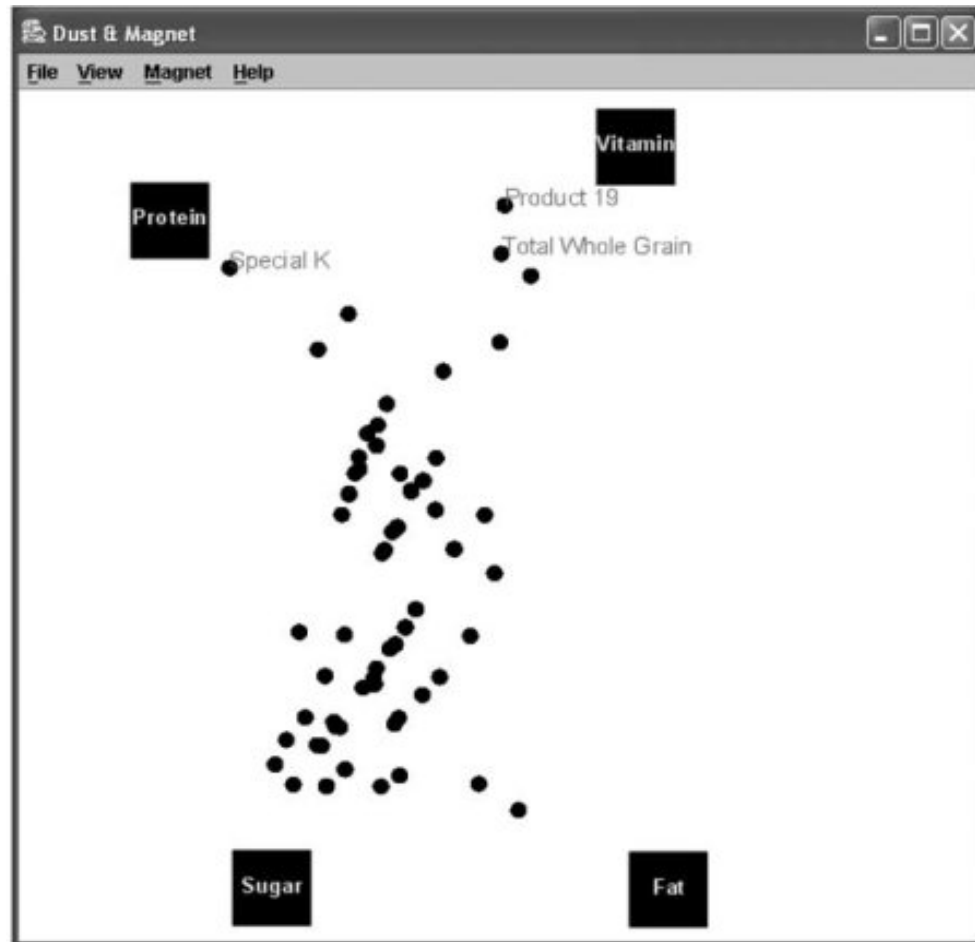 Dust & Magnet
File View Magnet Help
Vitamin
Product 19
Protein
Total Whole Grain
Special K
Sugar
Fat